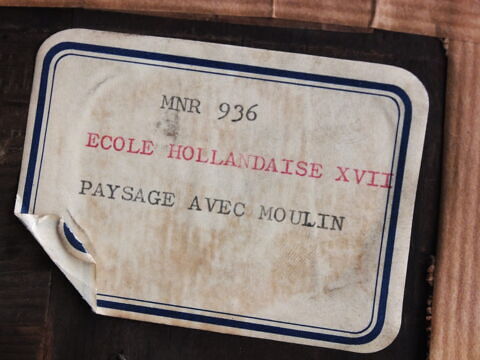 MNR 936
ECOLE HOLLANDAISE XVII
PAYSAGE AVEC MOULIN